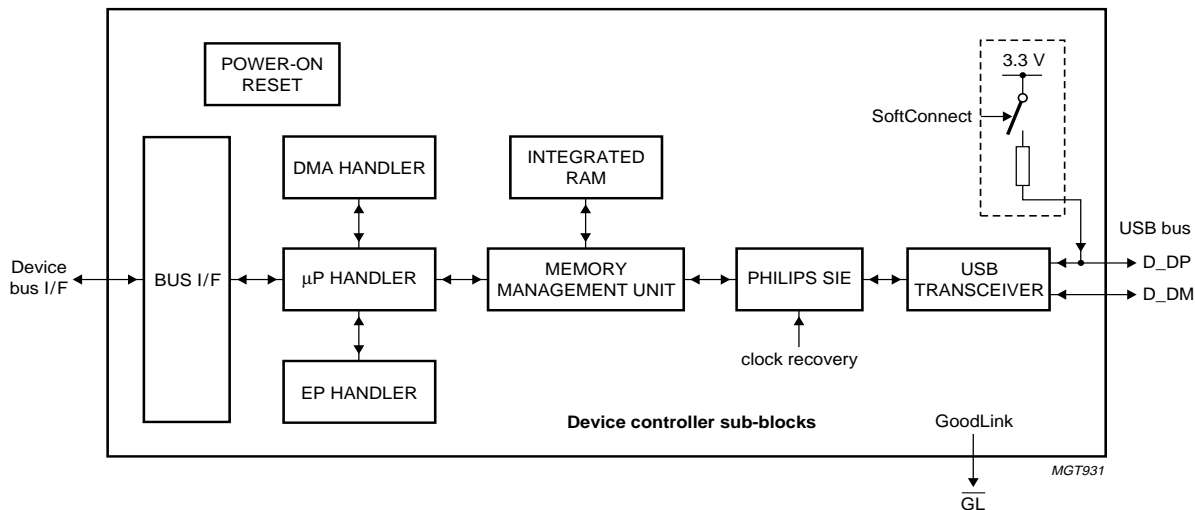 POWER-ON
RESET
3.3 V
SoftConnect
DMA HANDLER
INTEGRATED
RAM
USB bus
Device
bus I/F
BUS I/F
µP HANDLER
MEMORY
MANAGEMENT UNIT
PHILIPS SIE
USB
TRANSCEIVER
D_DP
D_DM
clock recovery
EP HANDLER
Device controller sub-blocks
GoodLink
MGT931
G̅L̅